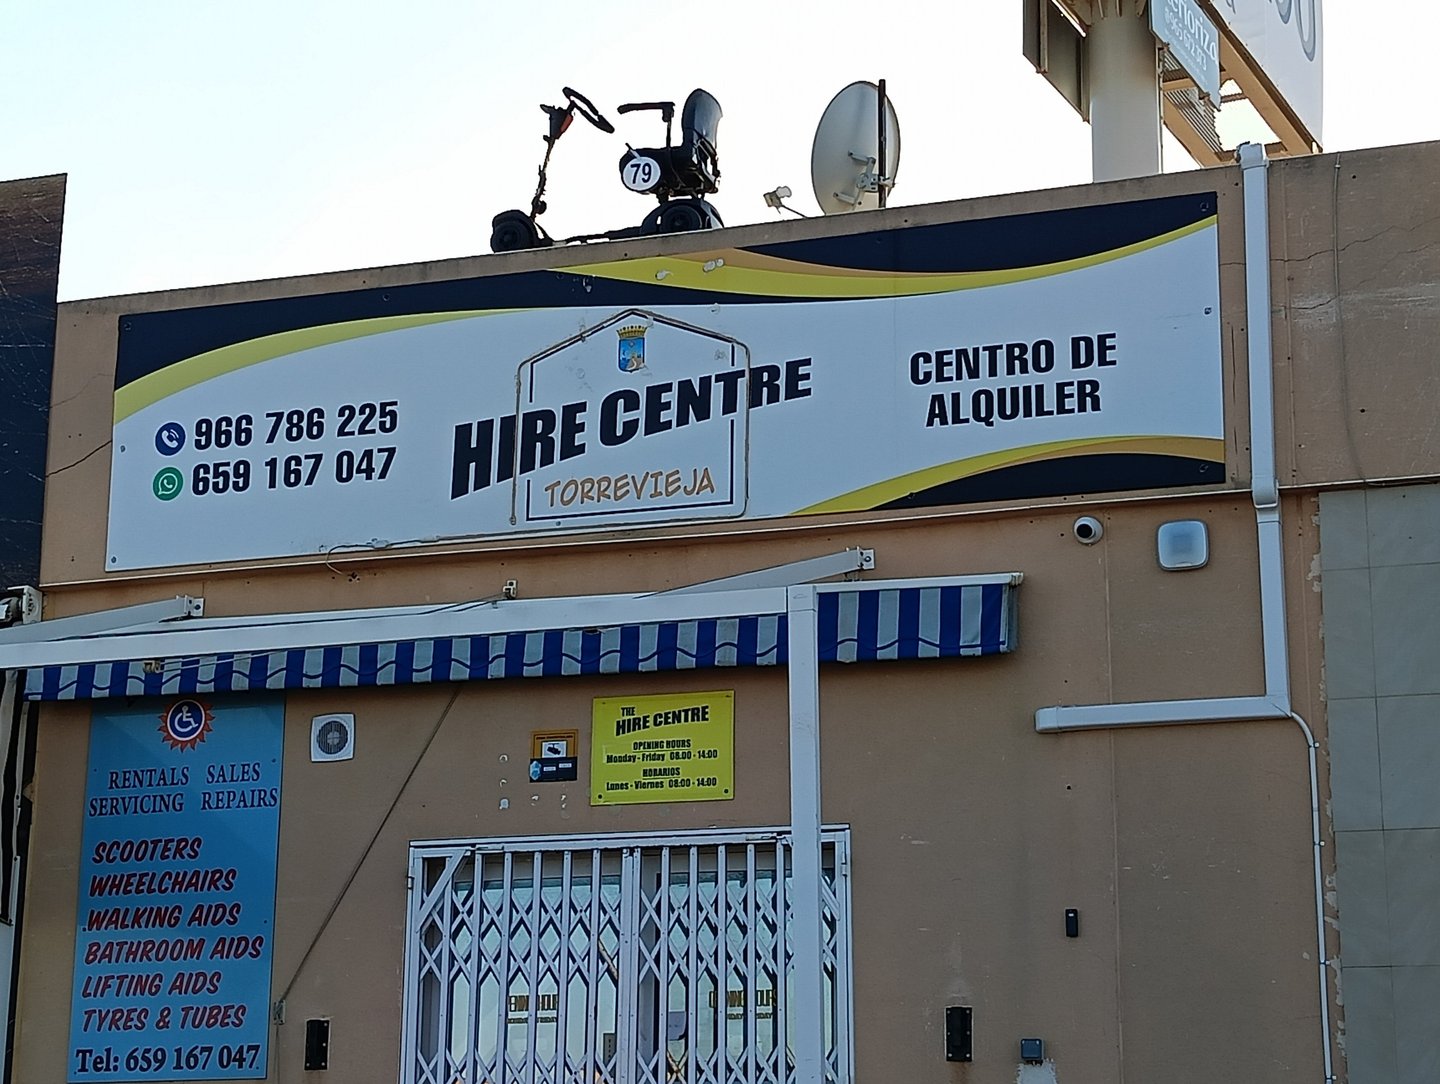 79
966 786 225
659 167 047
HIRE CENTRE
TORREVIEJA
CENTRO DE
ALQUILER
RENTALS SALES
SERVICING REPAIRS
SCOOTERS
WHEELCHAIRS
WALKING AIDS
BATHROOM AIDS
LIFTING AIDS
TYRES & TUBES
Tel: 659 167 047
THE
HIRE CENTRE
OPENING HOURS
Monday - Friday 08:00 - 14:00
HORARIOS
Lunes - Viernes 08:00 - 14:00